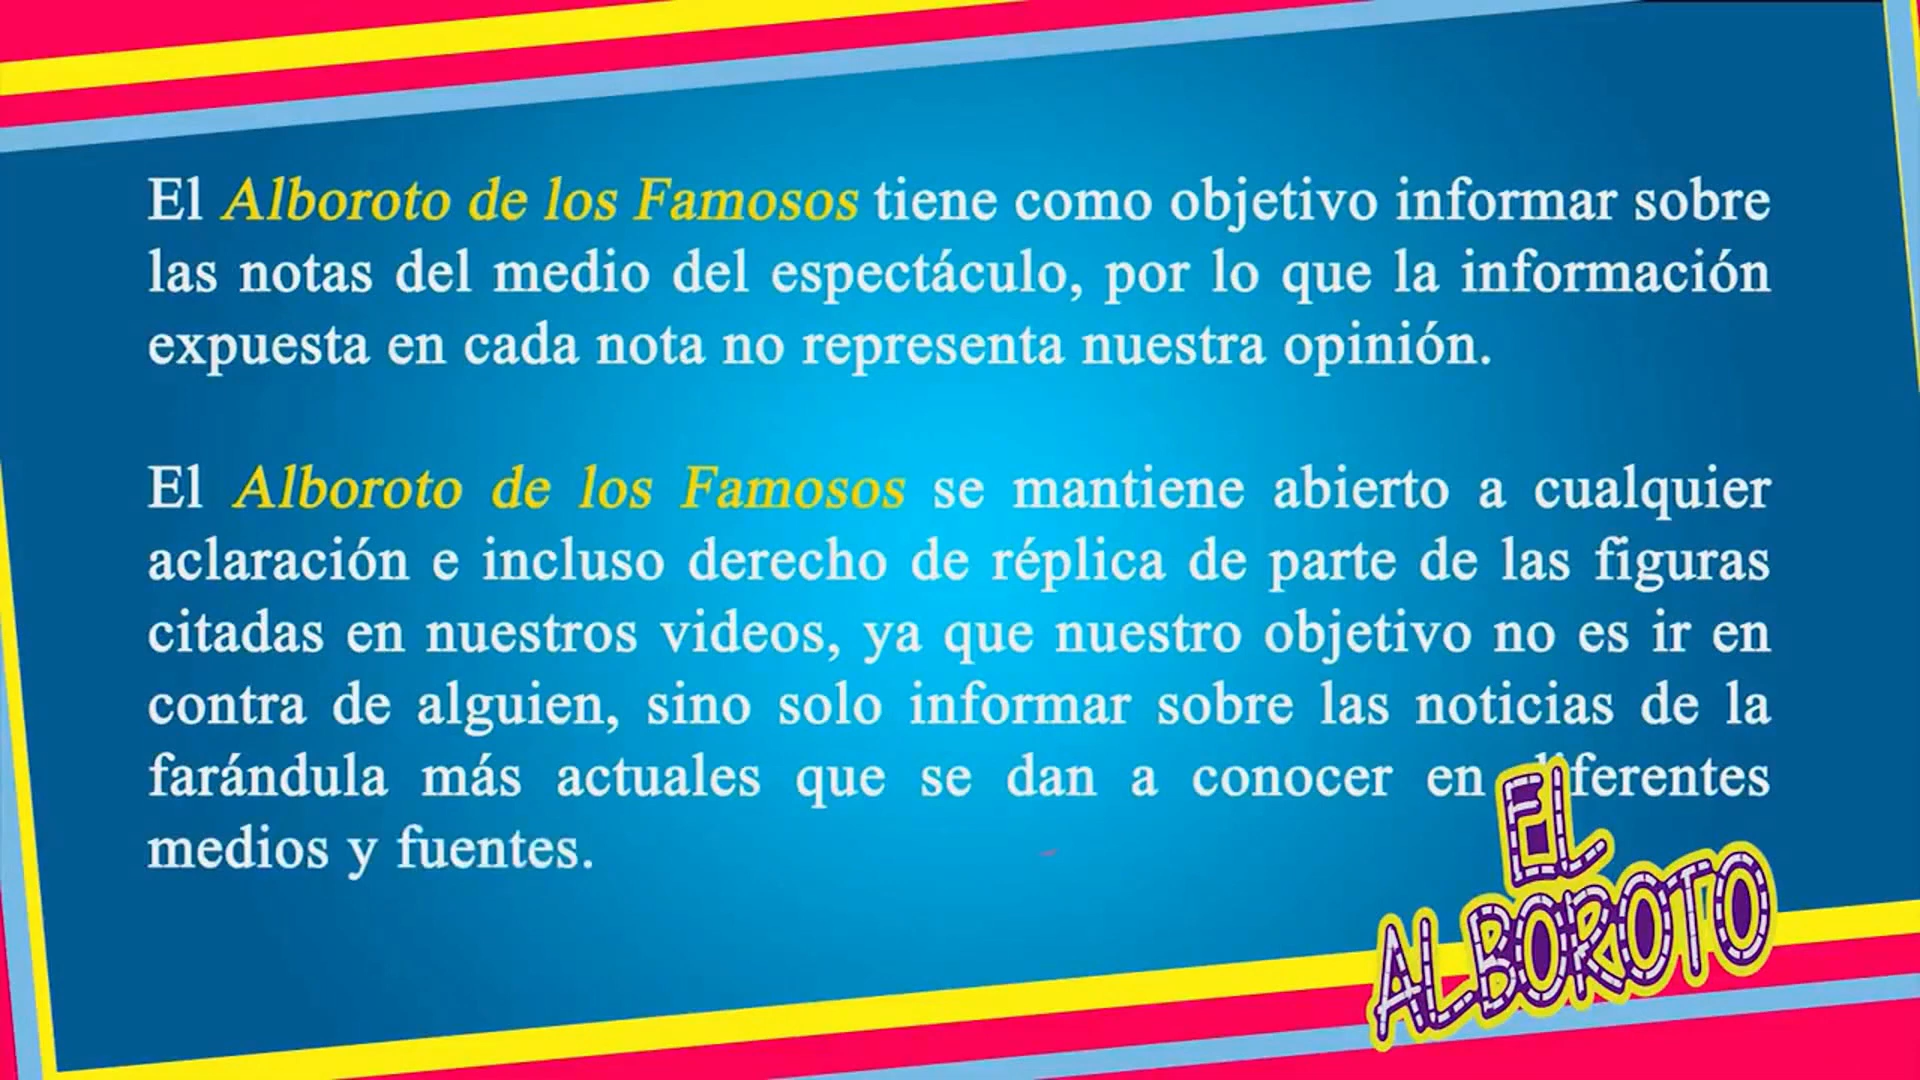 El Alboroto de los Famosos tiene como objetivo informar sobre
las notas del medio del espectáculo, por lo que la información
expuesta en cada nota no representa nuestra opinión.
El Alboroto de los Famosos se mantiene abierto a cualquier
aclaración e incluso derecho de réplica de parte de las figuras
citadas en nuestros videos, ya que nuestro objetivo no es ir en
contra de alguien, sino solo informar sobre las noticias de la
farándula más actuales que se dan a conocer en diferentes
medios y fuentes.
EL
ALBOROTO